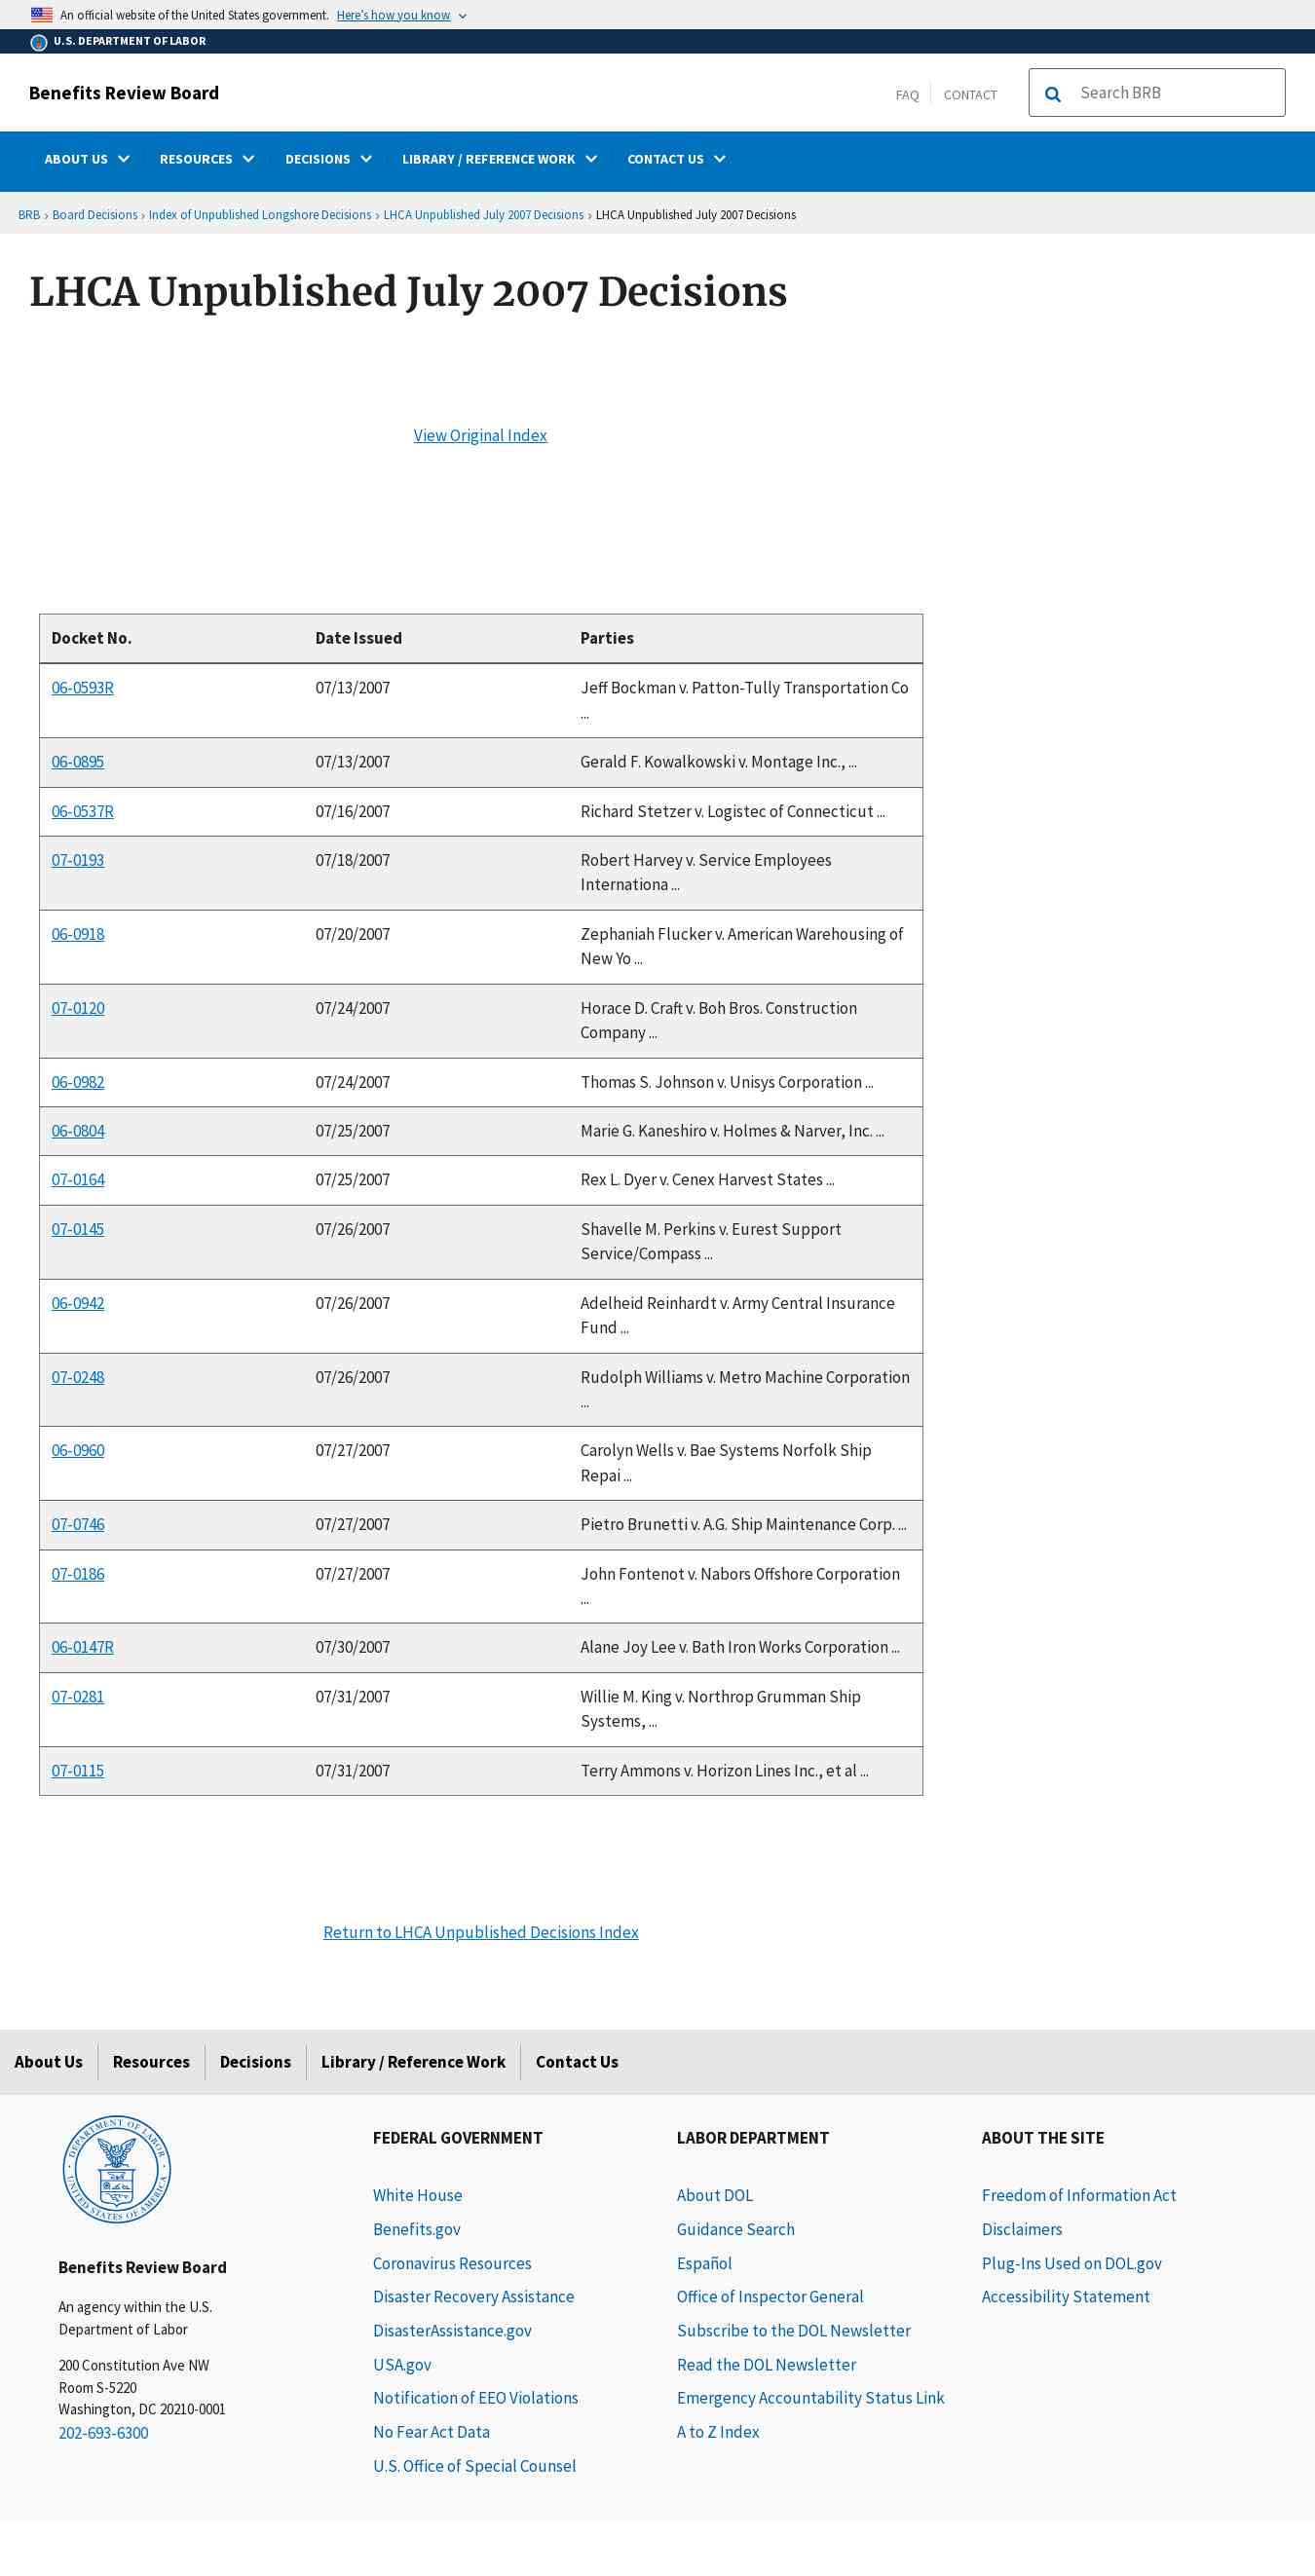 An official website of the United States government. Here's how you know
U.S. DEPARTMENT OF LABOR
Benefits Review Board
FAQ CONTACT
Search BRB
ABOUT US RESOURCES DECISIONS LIBRARY / REFERENCE WORK CONTACT US
BRB › Board Decisions › Index of Unpublished Longshore Decisions › LHCA Unpublished July 2007 Decisions › LHCA Unpublished July 2007 Decisions
LHCA Unpublished July 2007 Decisions
View Original Index
Docket No. Date Issued Parties
06-0593R 07/13/2007 Jeff Bockman v. Patton-Tully Transportation Co
...
06-0895 07/13/2007 Gerald F. Kowalkowski v. Montage Inc., ...
06-0537R 07/16/2007 Richard Stetzer v. Logistec of Connecticut ...
07-0193 07/18/2007 Robert Harvey v. Service Employees
Internationa ...
06-0918 07/20/2007 Zephaniah Flucker v. American Warehousing of
New Yo ...
07-0120 07/24/2007 Horace D. Craft v. Boh Bros. Construction
Company ...
06-0982 07/24/2007 Thomas S. Johnson v. Unisys Corporation ...
06-0804 07/25/2007 Marie G. Kaneshiro v. Holmes & Narver, Inc. ...
07-0164 07/25/2007 Rex L. Dyer v. Cenex Harvest States ...
07-0145 07/26/2007 Shavelle M. Perkins v. Eurest Support
Service/Compass ...
06-0942 07/26/2007 Adelheid Reinhardt v. Army Central Insurance
Fund ...
07-0248 07/26/2007 Rudolph Williams v. Metro Machine Corporation
...
06-0960 07/27/2007 Carolyn Wells v. Bae Systems Norfolk Ship
Repai ...
07-0746 07/27/2007 Pietro Brunetti v. A.G. Ship Maintenance Corp. ...
07-0186 07/27/2007 John Fontenot v. Nabors Offshore Corporation
...
06-0147R 07/30/2007 Alane Joy Lee v. Bath Iron Works Corporation ...
07-0281 07/31/2007 Willie M. King v. Northrop Grumman Ship
Systems, ...
07-0115 07/31/2007 Terry Ammons v. Horizon Lines Inc., et al ...
Return to LHCA Unpublished Decisions Index
About Us Resources Decisions Library / Reference Work Contact Us
DEPARTMENT OF LABOR
UNITED STATES OF AMERICA
Benefits Review Board
An agency within the U.S.
Department of Labor
200 Constitution Ave NW
Room S-5220
Washington, DC 20210-0001
202-693-6300
FEDERAL GOVERNMENT
White House
Benefits.gov
Coronavirus Resources
Disaster Recovery Assistance
DisasterAssistance.gov
USA.gov
Notification of EEO Violations
No Fear Act Data
U.S. Office of Special Counsel
LABOR DEPARTMENT
About DOL
Guidance Search
Español
Office of Inspector General
Subscribe to the DOL Newsletter
Read the DOL Newsletter
Emergency Accountability Status Link
A to Z Index
ABOUT THE SITE
Freedom of Information Act
Disclaimers
Plug-Ins Used on DOL.gov
Accessibility Statement